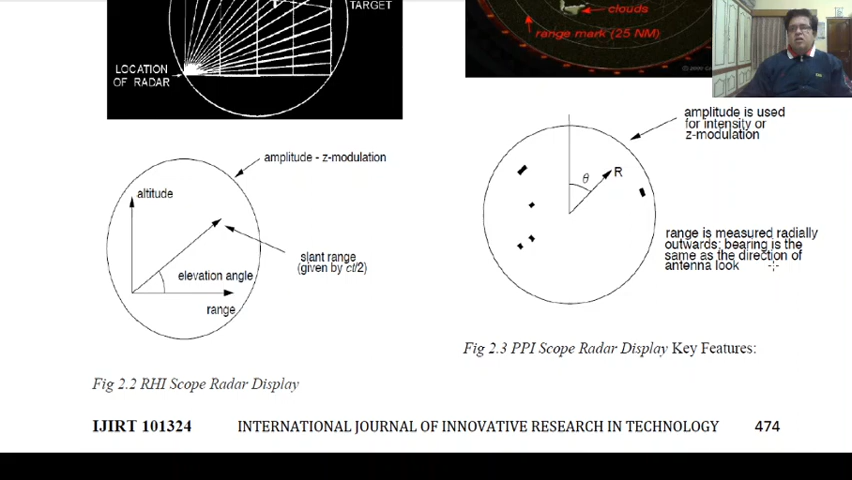 TARGET
LOCATION
OF RADAR
amplitude - z-modulation
altitude
slant range
(given by ct/2)
elevation angle
range
Fig 2.2 RHI Scope Radar Display
clouds
range mark (25 NM)
amplitude is used
for intensity or
z-modulation
θ
R
range is measured radially
outwards; bearing is the
same as the direction of
antenna look
Fig 2.3 PPI Scope Radar Display Key Features:
IJIRT 101324 INTERNATIONAL JOURNAL OF INNOVATIVE RESEARCH IN TECHNOLOGY 474